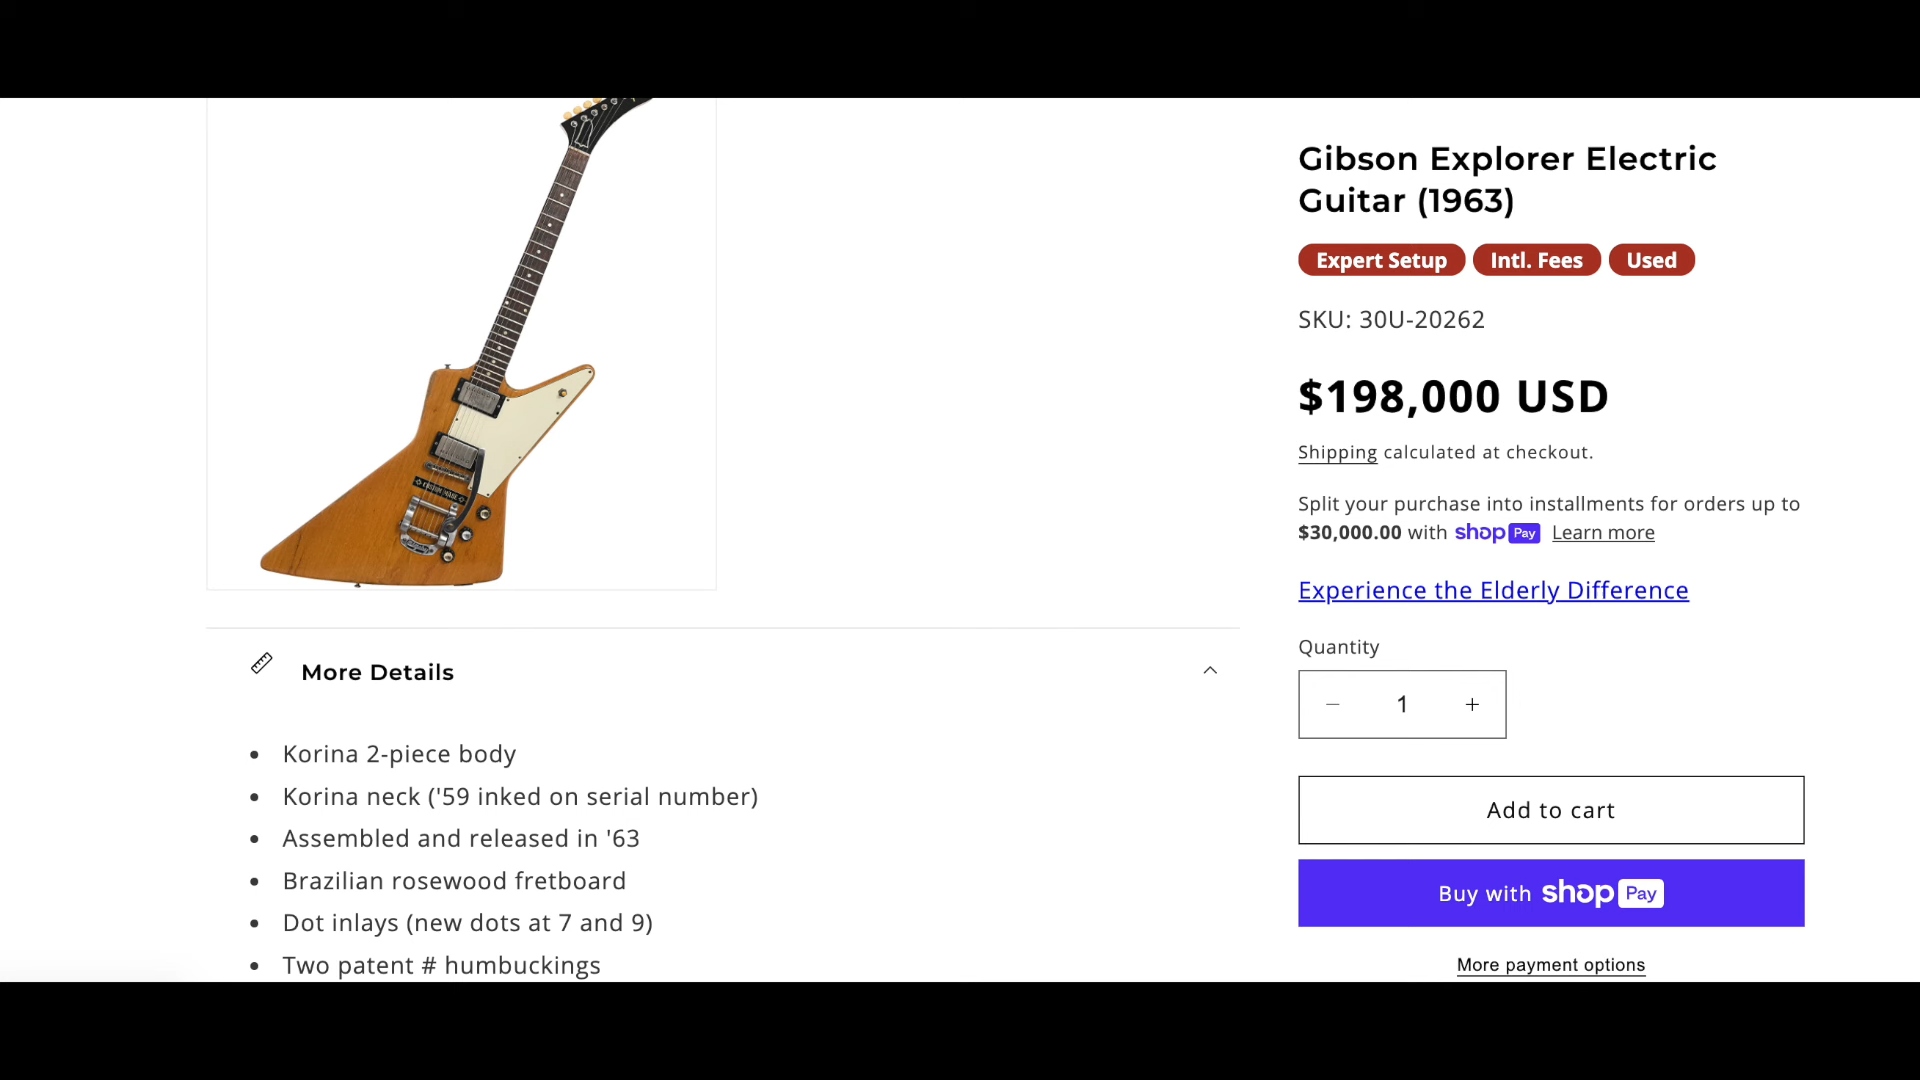 Gibson Explorer Electric
Guitar (1963)
Expert Setup Intl. Fees Used
SKU: 30U-20262
$198,000 USD
Shipping calculated at checkout.
Split your purchase into installments for orders up to
$30,000.00 with shop Pay Learn more
Experience the Elderly Difference
Quantity
− 1 +
Add to cart
Buy with shop Pay
More payment options
CUSTOM MADE
More Details
• Korina 2-piece body
• Korina neck ('59 inked on serial number)
• Assembled and released in '63
• Brazilian rosewood fretboard
• Dot inlays (new dots at 7 and 9)
• Two patent # humbuckings